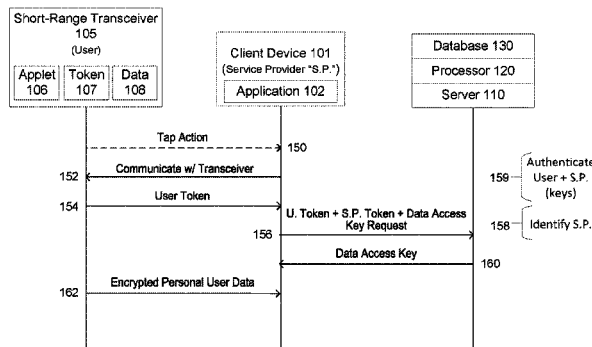 Short-Range Transceiver
105
(User)
Applet
106
Token
107
Data
108
Client Device 101
(Service Provider "S.P.")
Application 102
Database 130
Processor 120
Server 110
Tap Action
150
152
Communicate w/ Transceiver
154
User Token
159
Authenticate
User + S.P.
(keys)
156
U. Token + S.P. Token + Data Access
Key Request
158
Identify S.P.
Data Access Key
160
162
Encrypted Personal User Data